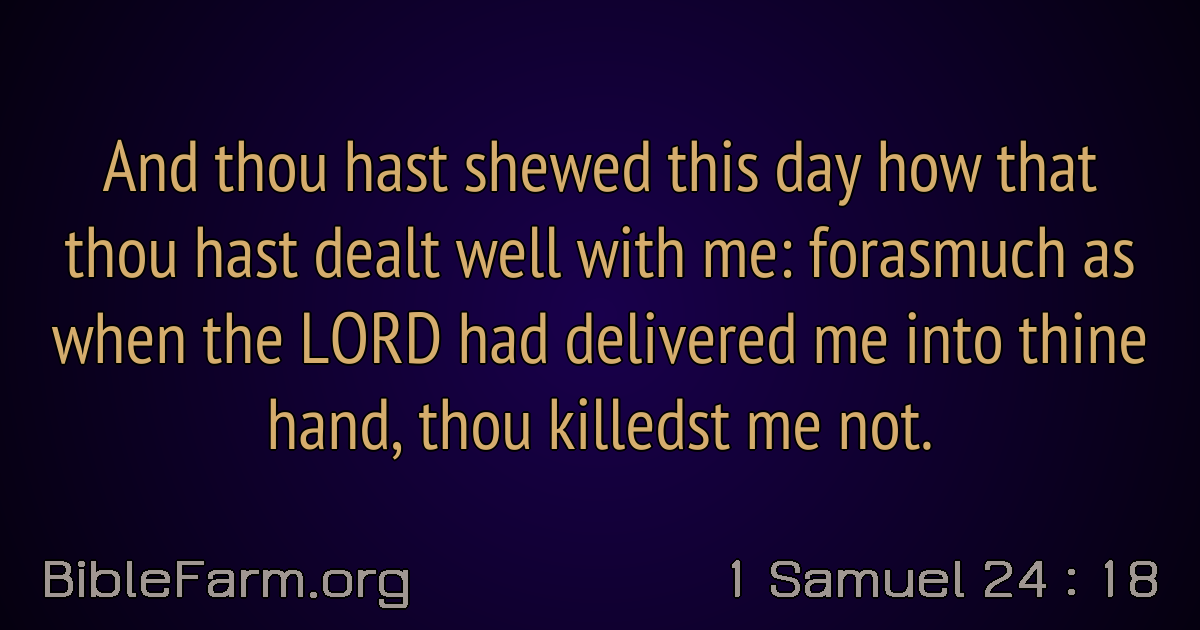 And thou hast shewed this day how that
thou hast dealt well with me: forasmuch as
when the LORD had delivered me into thine
hand, thou killedst me not.
BibleFarm.org
1 Samuel 24 : 18